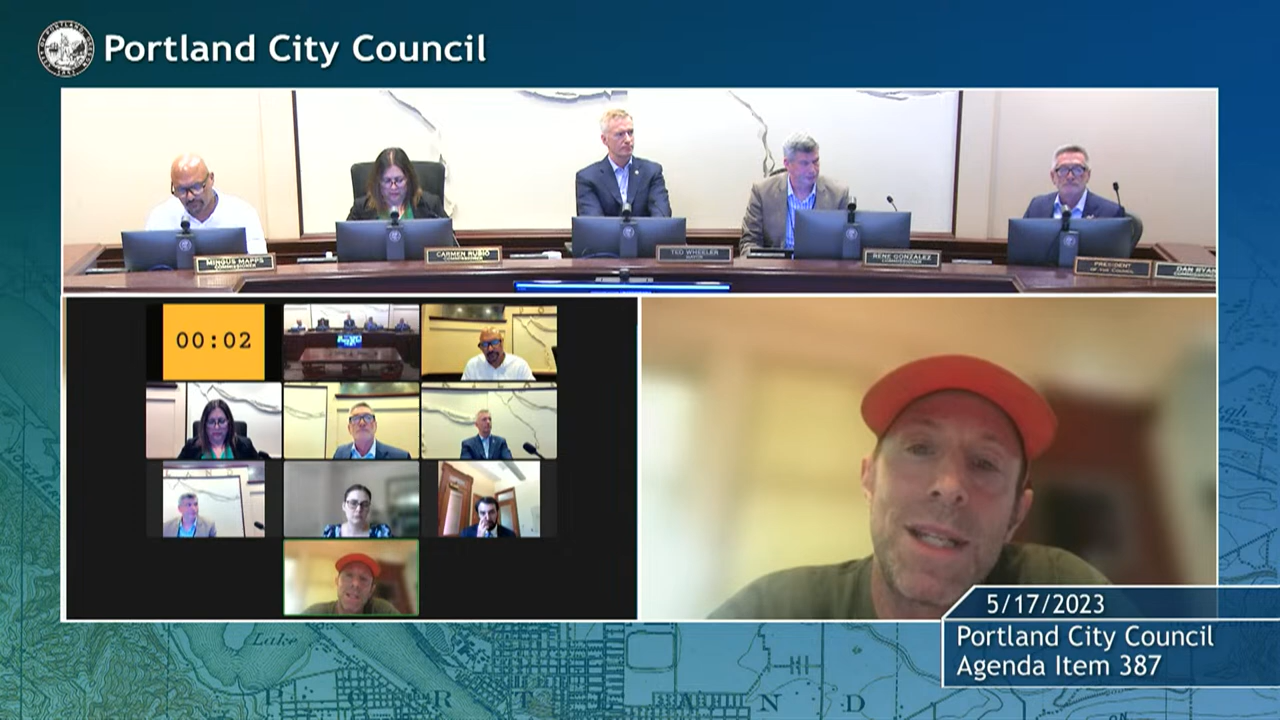 Portland City Council
MINGUS MAPPS
COMMISSIONER
CARMEN RUBIO
COMMISSIONER
TED WHEELER
MAYOR
RENE GONZALEZ
COMMISSIONER
PRESIDENT
OF THE COUNCIL
DAN RYAN
00:02
5/17/2023
Portland City Council
Agenda Item 387
Lake
R T L A N D